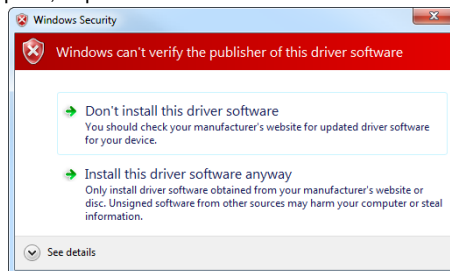 Windows Security
Windows can't verify the publisher of this driver software
Don't install this driver software
You should check your manufacturer's website for updated driver software
for your device.
Install this driver software anyway
Only install driver software obtained from your manufacturer's website or
disc. Unsigned software from other sources may harm your computer or steal
information.
See details